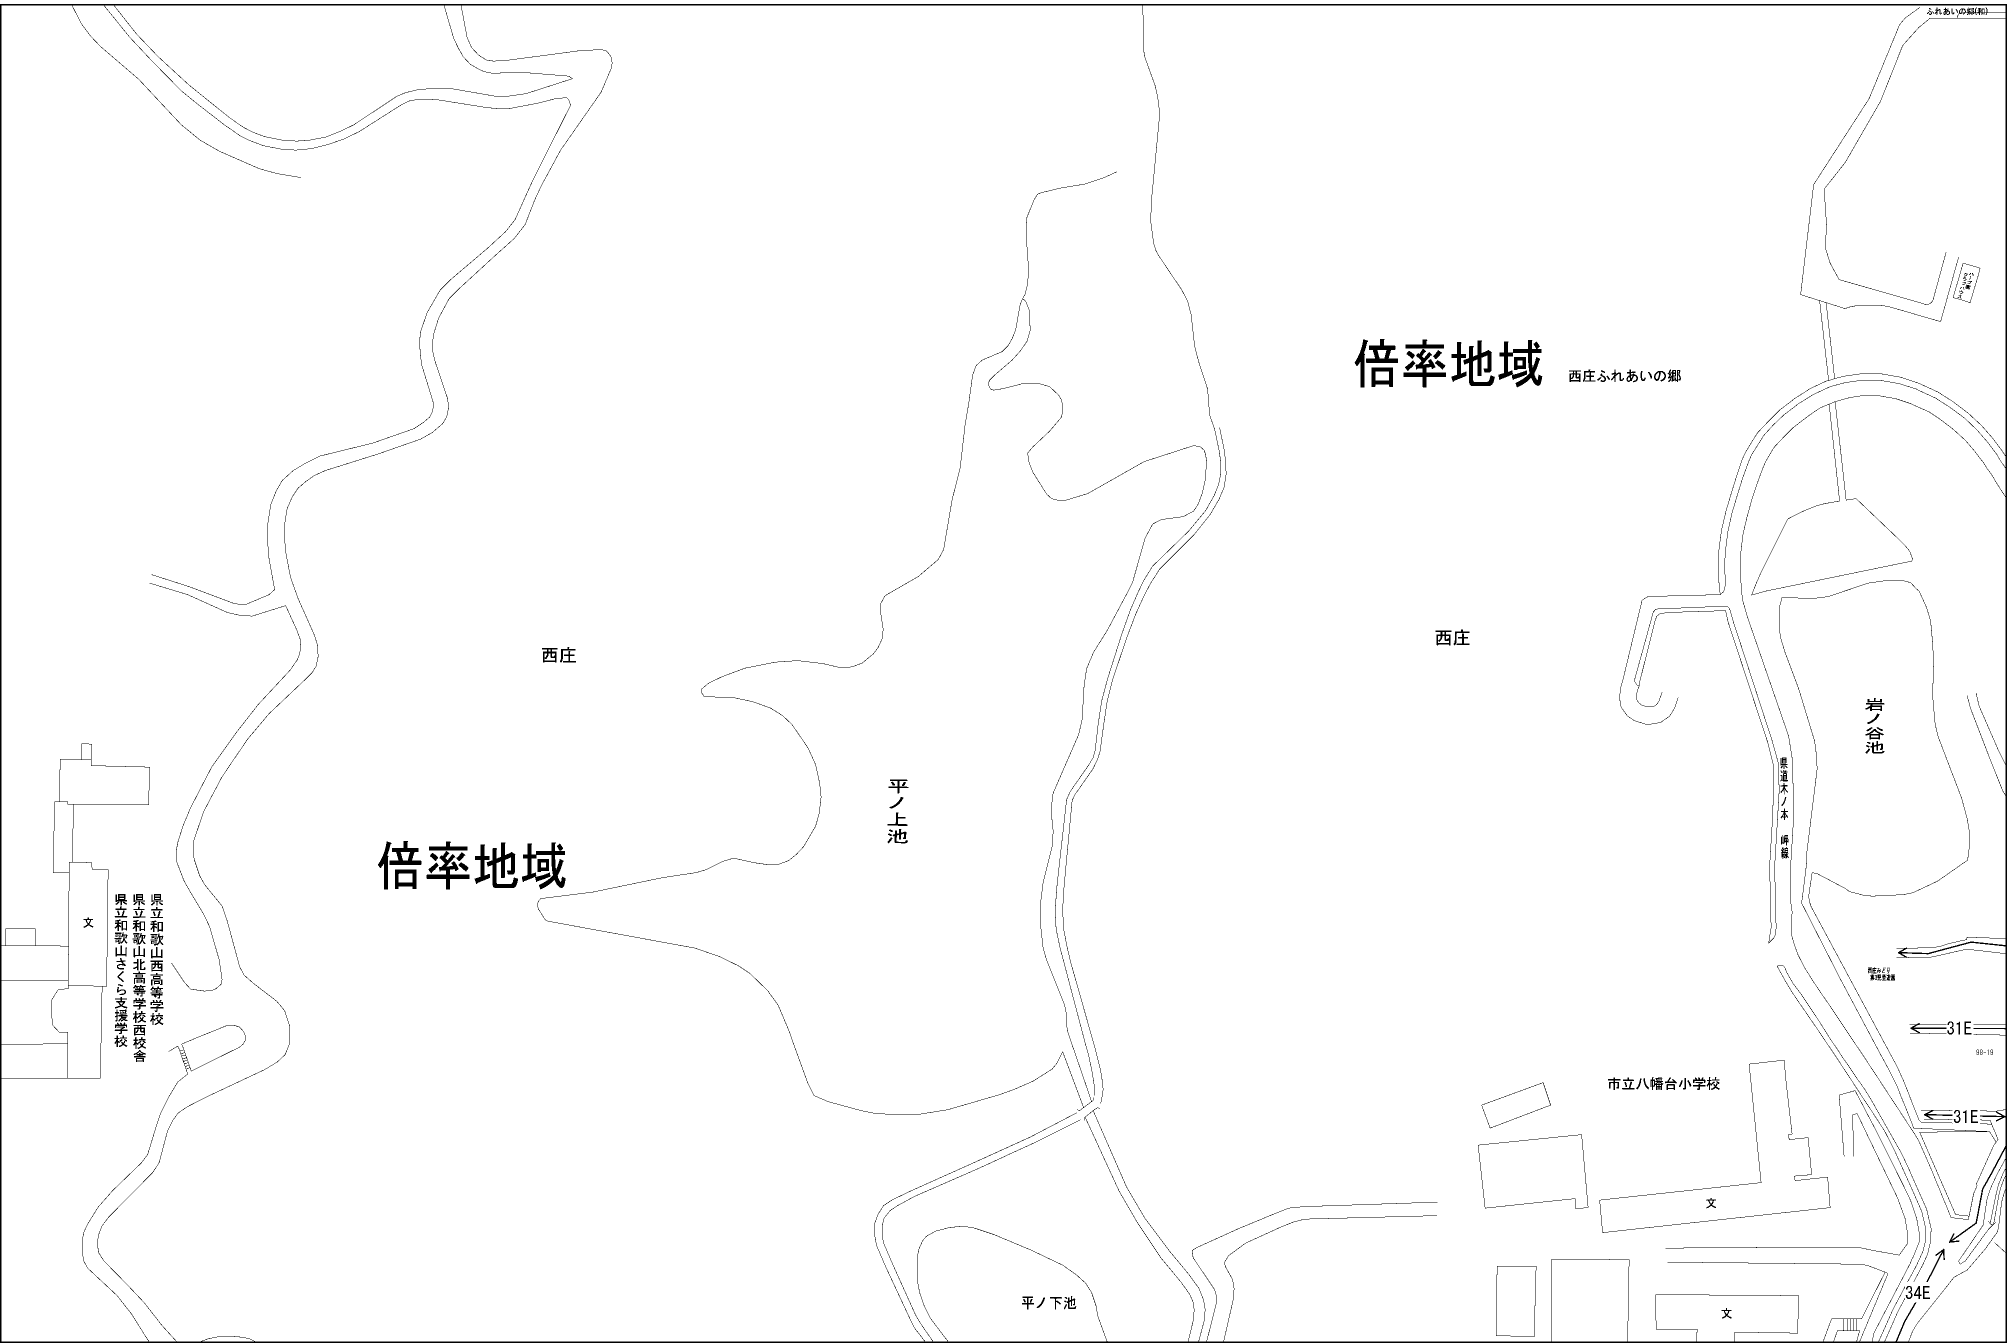 ふれあいの郷(和)
倍率地域
西庄ふれあいの郷
西庄
西庄
岩ノ谷池
県道木ノ本　岬線
平ノ上池
倍率地域
文
県立和歌山西高等学校
県立和歌山北高等学校西校舎
県立和歌山さくら支援学校
31E
98-19
市立八幡台小学校
31E
文
34E
平ノ下池
文